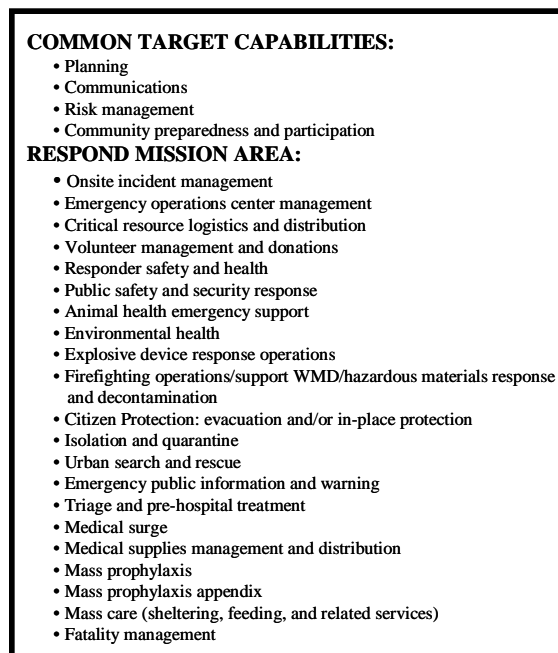 COMMON TARGET CAPABILITIES:
• Planning
• Communications
• Risk management
• Community preparedness and participation
RESPOND MISSION AREA:
• Onsite incident management
• Emergency operations center management
• Critical resource logistics and distribution
• Volunteer management and donations
• Responder safety and health
• Public safety and security response
• Animal health emergency support
• Environmental health
• Explosive device response operations
• Firefighting operations/support WMD/hazardous materials response
and decontamination
• Citizen Protection: evacuation and/or in-place protection
• Isolation and quarantine
• Urban search and rescue
• Emergency public information and warning
• Triage and pre-hospital treatment
• Medical surge
• Medical supplies management and distribution
• Mass prophylaxis
• Mass prophylaxis appendix
• Mass care (sheltering, feeding, and related services)
• Fatality management